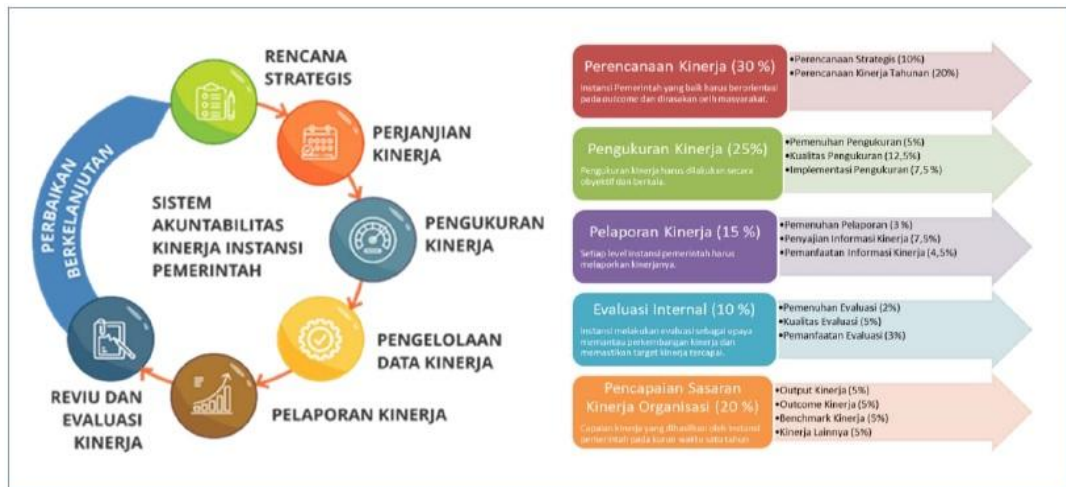 RENCANA
STRATEGIS
PERJANJIAN
KINERJA
PENGUKURAN
KINERJA
PENGELOLAAN
DATA KINERJA
PELAPORAN KINERJA
REVIU DAN
EVALUASI
KINERJA
PERBAIKAN
BERKELANJUTAN
SISTEM
AKUNTABILITAS
KINERJA INSTANSI
PEMERINTAH
Perencanaan Kinerja (30 %)
Instansi Pemerintah yang baik harus berorientasi
pada outcome dan dirasakan oelh masyarakat.
•Perencanaan Strategis (10%)
•Perencanaan Kinerja Tahunan (20%)
Pengukuran Kinerja (25%)
Pengukuran kinerja harus dilakukan secara
obyektif dan berkala.
•Pemenuhan Pengukuran (5%)
•Kualitas Pengukuran (12,5%)
•Implementasi Pengukuran (7,5 %)
Pelaporan Kinerja (15 %)
Setiap level instansi pemerintah harus
melaporkan kinerjanya.
•Pemenuhan Pelaporan (3 %)
•Penyajian Informasi Kinerja (7,5%)
•Pemanfaatan Informasi Kinerja (4,5%)
Evaluasi Internal (10 %)
Instansi melakukan evaluasi sebagai upaya
memantau perkembangan kinerja dan
memastikan target kinerja tercapai.
•Pemenuhan Evaluasi (2%)
•Kualitas Evaluasi (5%)
•Pemanfaatan Evaluasi (3%)
Pencapaian Sasaran
Kinerja Organisasi (20 %)
Capaian kinerja yang dihasilkan oleh instansi
pemerintah pada kurun waktu satu tahun
•Output Kinerja (5%)
•Outcome Kinerja (5%)
•Benchmark Kinerja (5%)
•Kinerja Lainnya (5%)